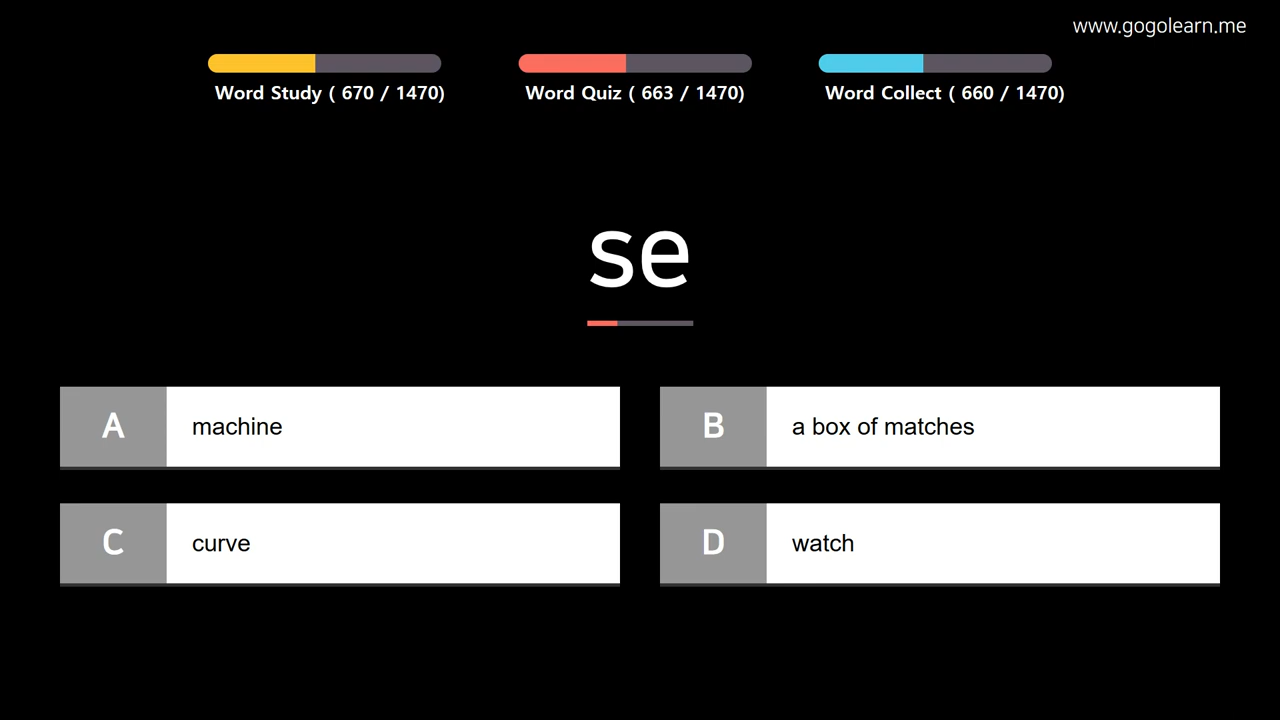 www.gogolearn.me
Word Study ( 670 / 1470)
Word Quiz ( 663 / 1470)
Word Collect ( 660 / 1470)
se
A machine
B a box of matches
C curve
D watch